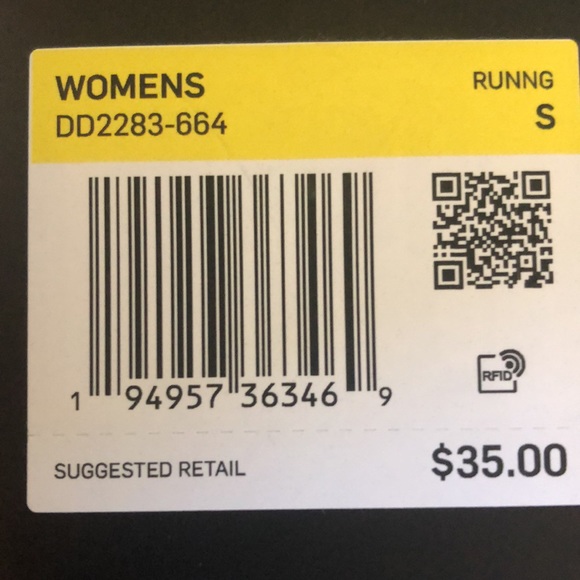 WOMENS RUNNG
DD2283-664 S
1 94957 36346 9
RFID
SUGGESTED RETAIL $35.00